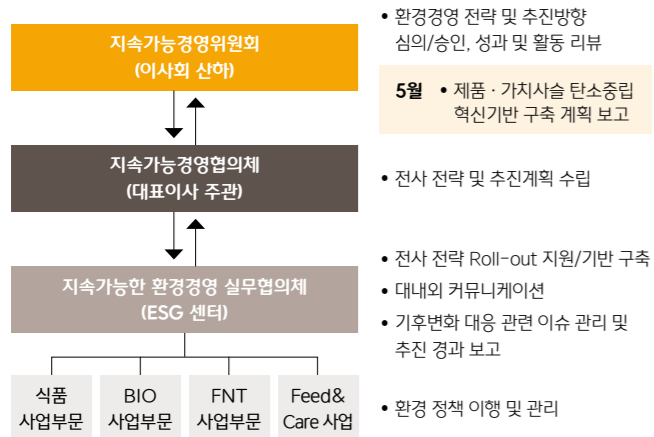 지속가능경영위원회
(이사회 산하)
• 환경경영 전략 및 추진방향
심의/승인, 성과 및 활동 리뷰
5월 • 제품 · 가치사슬 탄소중립
혁신기반 구축 계획 보고
지속가능경영협의체
(대표이사 주관)
• 전사 전략 및 추진계획 수립
지속가능한 환경경영 실무협의체
(ESG 센터)
• 전사 전략 Roll-out 지원/기반 구축
• 대내외 커뮤니케이션
• 기후변화 대응 관련 이슈 관리 및
추진 경과 보고
식품
사업부문
BIO
사업부문
FNT
사업부문
Feed&
Care 사업
• 환경 정책 이행 및 관리